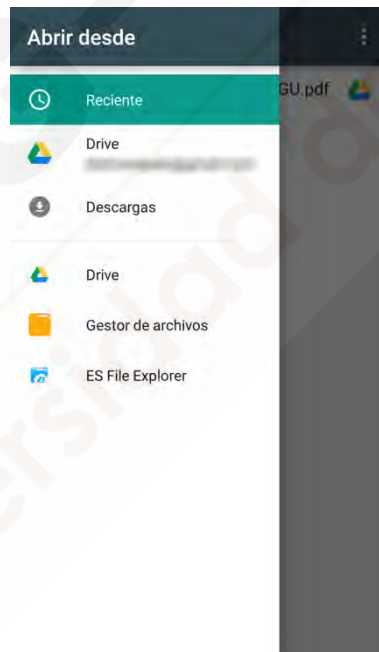 Abrir desde
Reciente
GU.pdf
Drive
Descargas
Drive
Gestor de archivos
ES File Explorer